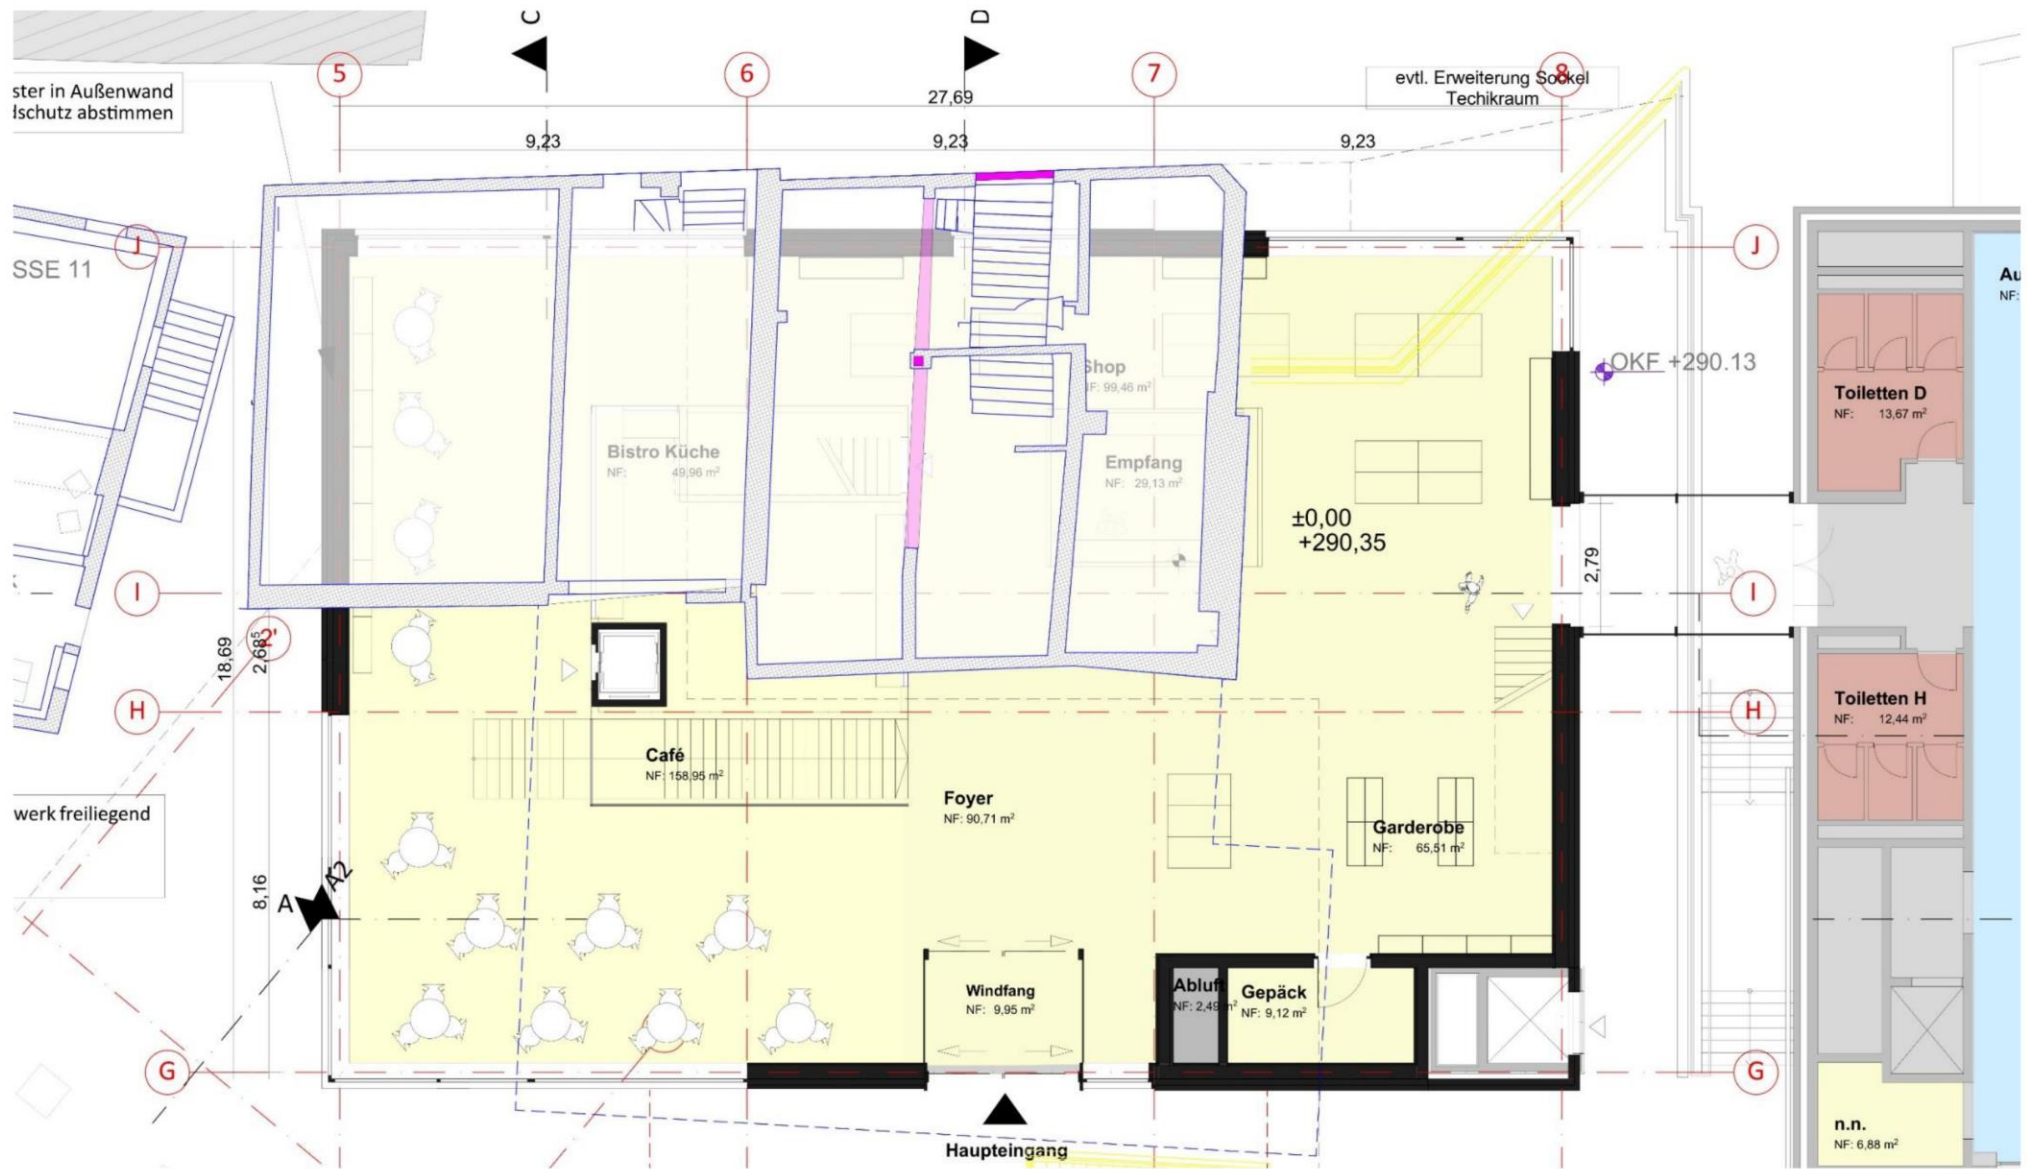 C
D
5
6
7
8
27,69
evtl. Erweiterung Sockel
Techikraum
ster in Außenwand
schutz abstimmen
9,23
9,23
9,23
J
J
SSE 11
Au
NF:
OKF +290.13
Shop
NF: 99,46 m²
Toiletten D
NF: 13,67 m²
Bistro Küche
NF: 49,96 m²
Empfang
NF: 29,13 m²
±0,00
+290,35
2,79
I
I
18,69
2,68⁵
2'
H
H
Toiletten H
NF: 12,44 m²
Café
NF: 158,95 m²
Foyer
NF: 90,71 m²
werk freiliegend
Garderobe
NF: 65,51 m²
8,16
A
A2
Windfang
NF: 9,95 m²
Abluft
NF: 2,49 m²
Gepäck
NF: 9,12 m²
G
G
n.n.
NF: 6,88 m²
Haupteingang